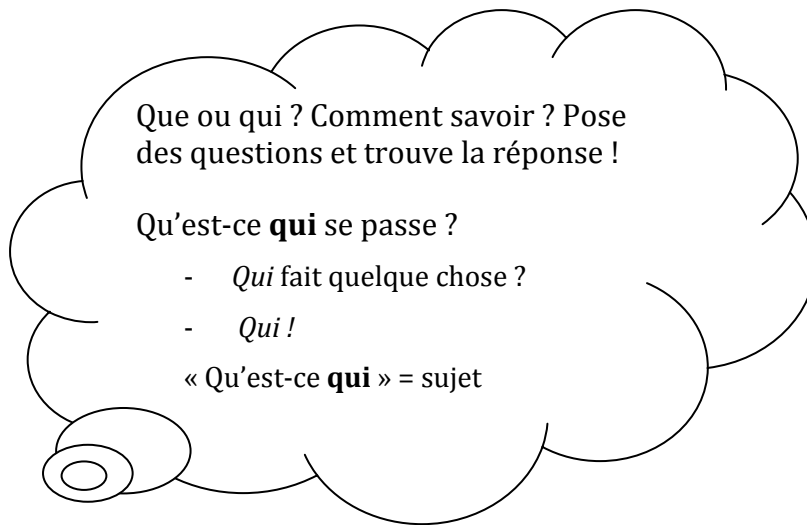 Que ou qui ? Comment savoir ? Pose
des questions et trouve la réponse !
Qu’est-ce qui se passe ?
- Qui fait quelque chose ?
- Qui !
« Qu’est-ce qui » = sujet